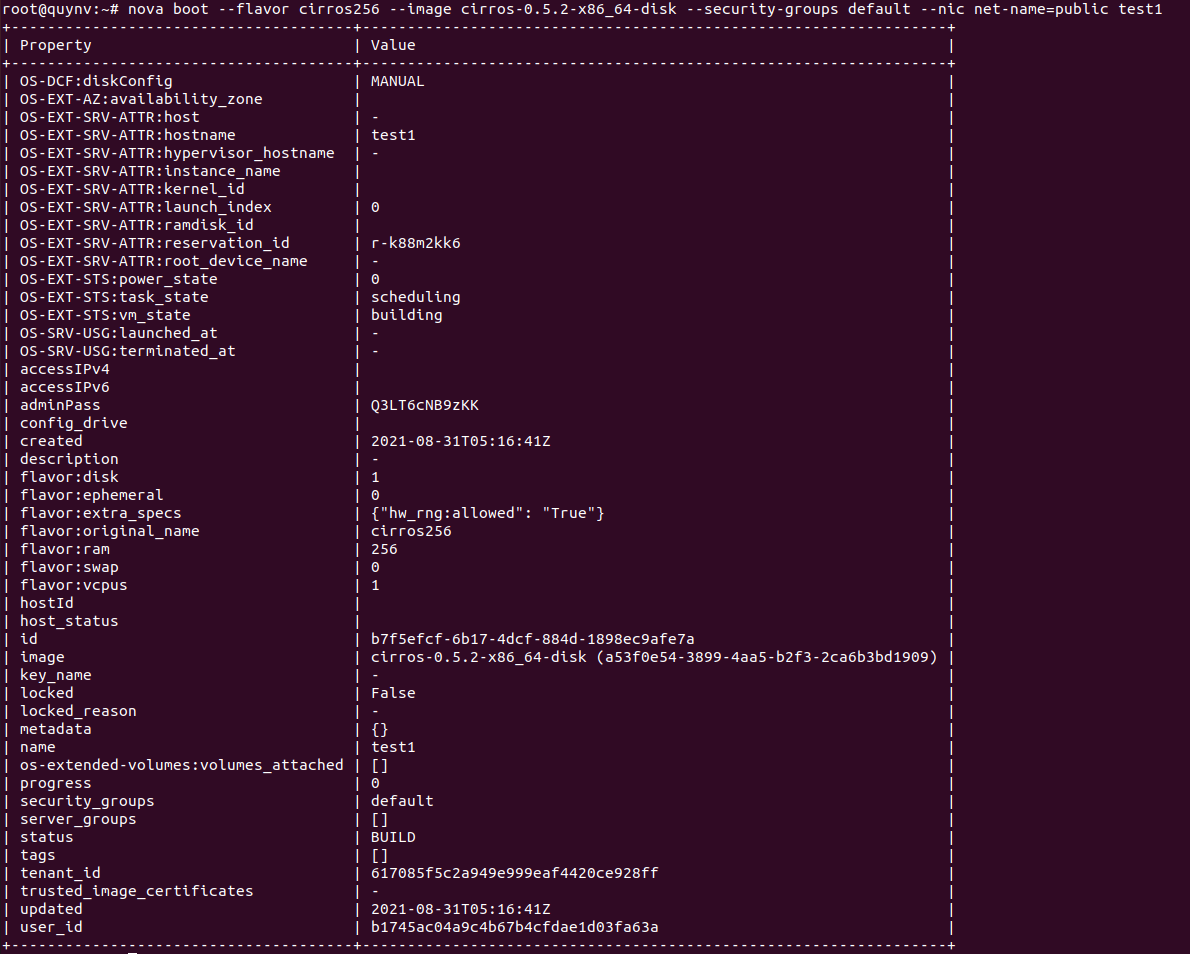 root@quynv:~# nova boot --flavor cirros256 --image cirros-0.5.2-x86_64-disk --security-groups default --nic net-name=public test1
+--------------------------------------+-----------------------------------------------------------------+
| Property                             | Value                                                           |
+--------------------------------------+-----------------------------------------------------------------+
| OS-DCF:diskConfig                    | MANUAL                                                          |
| OS-EXT-AZ:availability_zone          |                                                                 |
| OS-EXT-SRV-ATTR:host                 | -                                                               |
| OS-EXT-SRV-ATTR:hostname             | test1                                                           |
| OS-EXT-SRV-ATTR:hypervisor_hostname  | -                                                               |
| OS-EXT-SRV-ATTR:instance_name        |                                                                 |
| OS-EXT-SRV-ATTR:kernel_id            |                                                                 |
| OS-EXT-SRV-ATTR:launch_index         | 0                                                               |
| OS-EXT-SRV-ATTR:ramdisk_id           |                                                                 |
| OS-EXT-SRV-ATTR:reservation_id       | r-k88m2kk6                                                      |
| OS-EXT-SRV-ATTR:root_device_name     | -                                                               |
| OS-EXT-STS:power_state               | 0                                                               |
| OS-EXT-STS:task_state                | scheduling                                                      |
| OS-EXT-STS:vm_state                  | building                                                        |
| OS-SRV-USG:launched_at               | -                                                               |
| OS-SRV-USG:terminated_at             | -                                                               |
| accessIPv4                           |                                                                 |
| accessIPv6                           |                                                                 |
| adminPass                            | Q3LT6cNB9zKK                                                    |
| config_drive                         |                                                                 |
| created                              | 2021-08-31T05:16:41Z                                            |
| description                          | -                                                               |
| flavor:disk                          | 1                                                               |
| flavor:ephemeral                     | 0                                                               |
| flavor:extra_specs                   | {"hw_rng:allowed": "True"}                                      |
| flavor:original_name                 | cirros256                                                       |
| flavor:ram                           | 256                                                             |
| flavor:swap                          | 0                                                               |
| flavor:vcpus                         | 1                                                               |
| hostId                               |                                                                 |
| host_status                          |                                                                 |
| id                                   | b7f5efcf-6b17-4dcf-884d-1898ec9afe7a                            |
| image                                | cirros-0.5.2-x86_64-disk (a53f0e54-3899-4aa5-b2f3-2ca6b3bd1909) |
| key_name                             | -                                                               |
| locked                               | False                                                           |
| locked_reason                        | -                                                               |
| metadata                             | {}                                                              |
| name                                 | test1                                                           |
| os-extended-volumes:volumes_attached | []                                                              |
| progress                             | 0                                                               |
| security_groups                      | default                                                         |
| server_groups                        | []                                                              |
| status                               | BUILD                                                           |
| tags                                 | []                                                              |
| tenant_id                            | 617085f5c2a949e999eaf4420ce928ff                                |
| trusted_image_certificates           | -                                                               |
| updated                              | 2021-08-31T05:16:41Z                                            |
| user_id                              | b1745ac04a9c4b67b4cfdae1d03fa63a                                |
+--------------------------------------+-----------------------------------------------------------------+